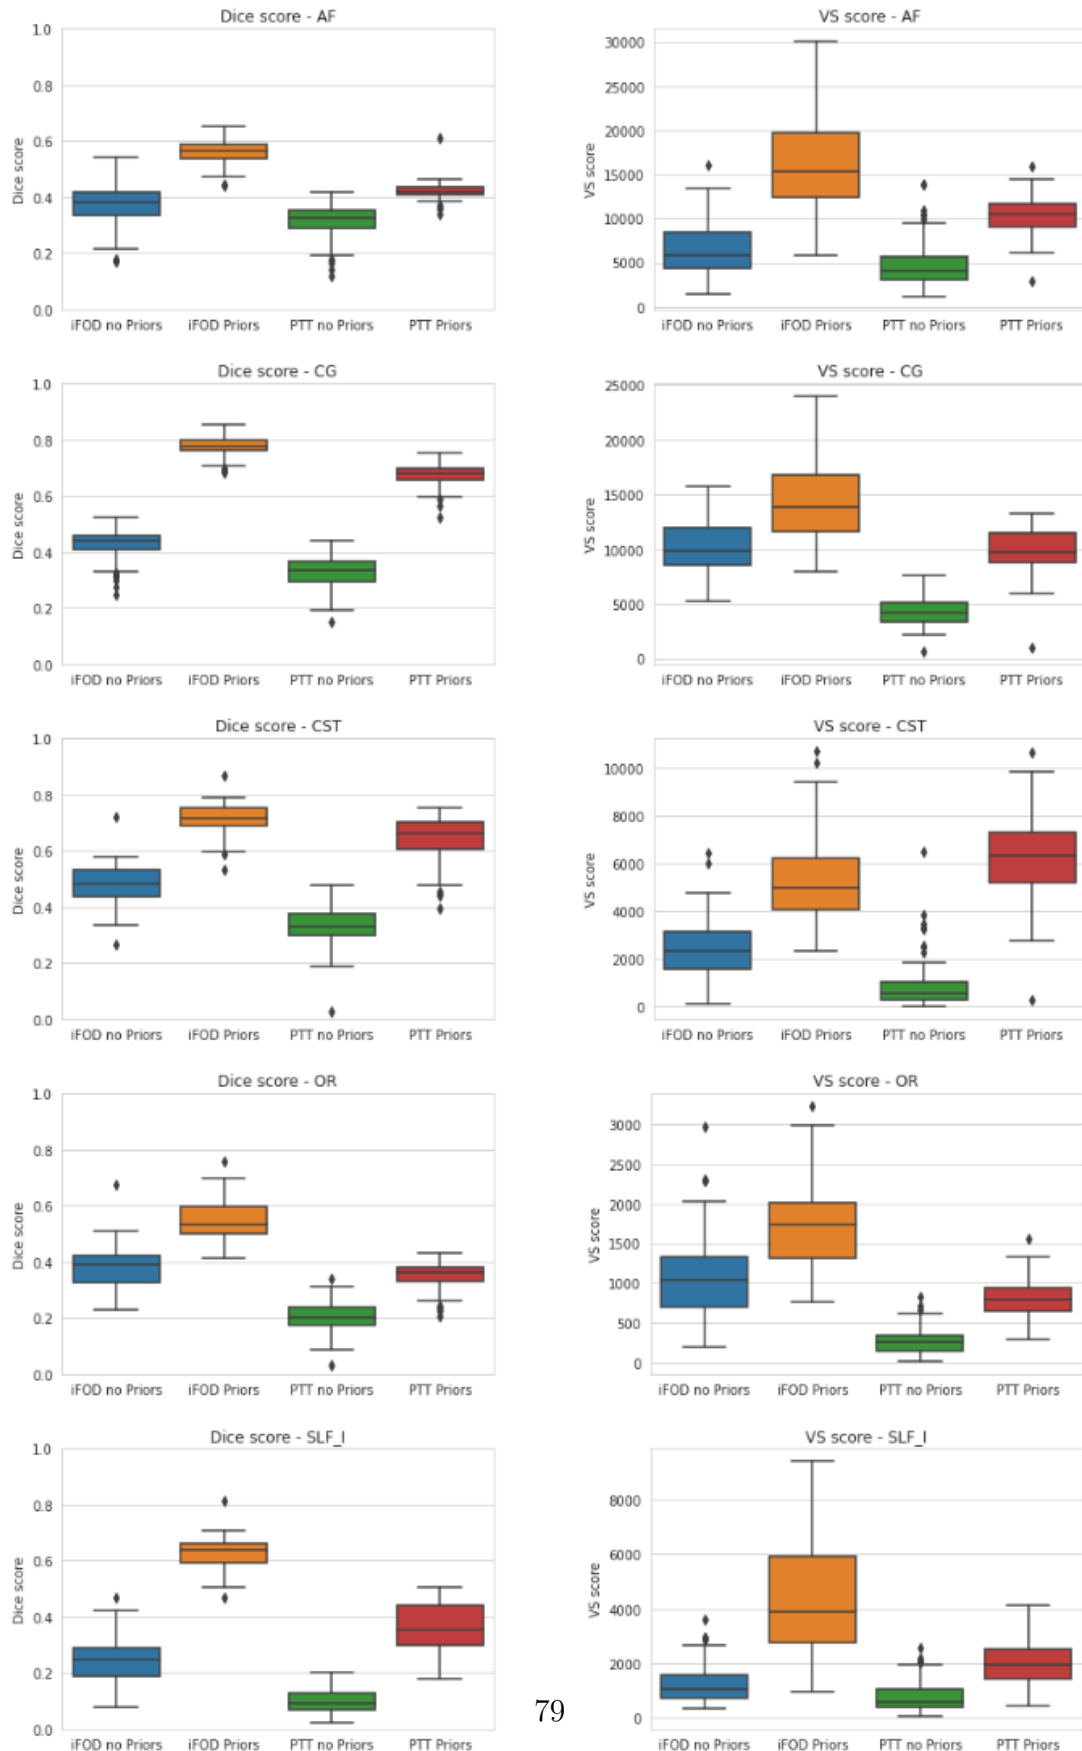 Dice score - AF
1.0
0.8
0.6
0.4
0.2
0.0
Dice score
iFOD no Priors iFOD Priors PTT no Priors PTT Priors
VS score - AF
30000
25000
20000
15000
10000
5000
0
VS score
iFOD no Priors iFOD Priors PTT no Priors PTT Priors
Dice score - CG
1.0
0.8
0.6
0.4
0.2
0.0
Dice score
iFOD no Priors iFOD Priors PTT no Priors PTT Priors
VS score - CG
25000
20000
15000
10000
5000
0
VS score
iFOD no Priors iFOD Priors PTT no Priors PTT Priors
Dice score - CST
1.0
0.8
0.6
0.4
0.2
0.0
Dice score
iFOD no Priors iFOD Priors PTT no Priors PTT Priors
VS score - CST
10000
8000
6000
4000
2000
0
VS score
iFOD no Priors iFOD Priors PTT no Priors PTT Priors
Dice score - OR
1.0
0.8
0.6
0.4
0.2
0.0
Dice score
iFOD no Priors iFOD Priors PTT no Priors PTT Priors
VS score - OR
3000
2500
2000
1500
1000
500
0
VS score
iFOD no Priors iFOD Priors PTT no Priors PTT Priors
Dice score - SLF_I
1.0
0.8
0.6
0.4
0.2
0.0
Dice score
iFOD no Priors iFOD Priors PTT no Priors PTT Priors
VS score - SLF_I
8000
6000
4000
2000
0
VS score
iFOD no Priors iFOD Priors PTT no Priors PTT Priors
79